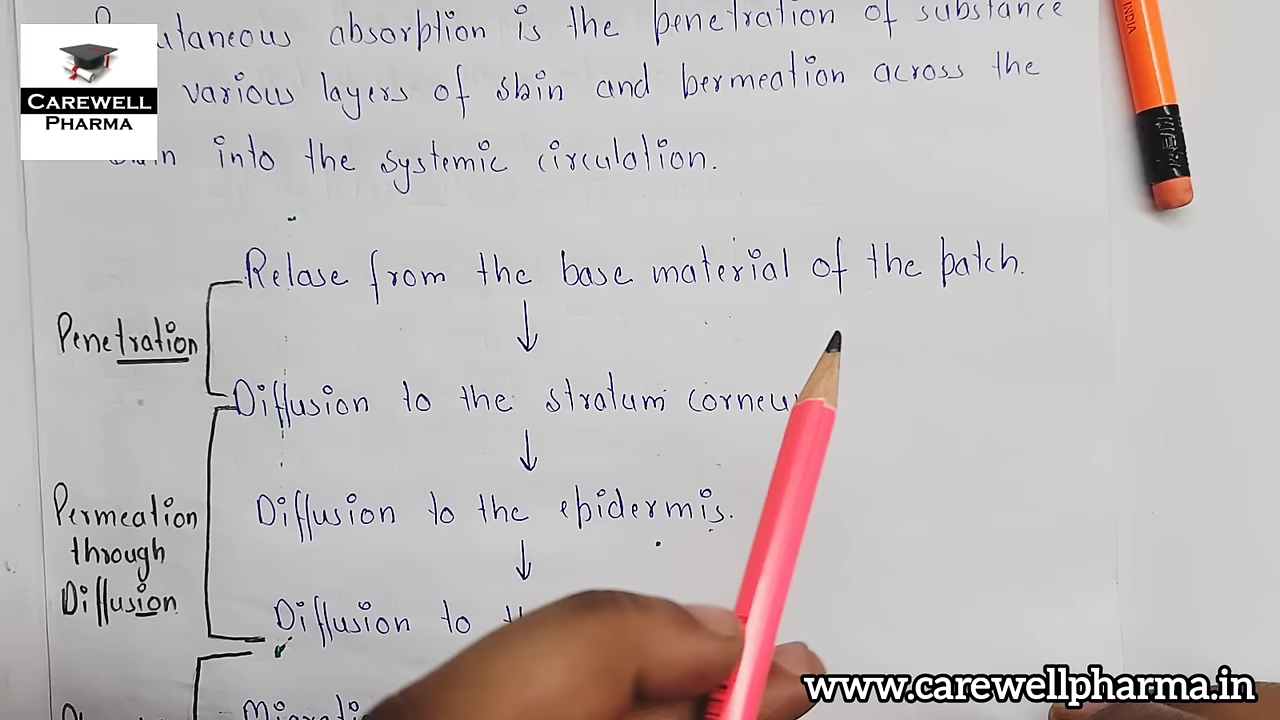 CAREWELL
PHARMA
INDIA
absorption is the penetration of substance
various layers of skin and permeation across the
into the systemic circulation.
Relase from the base material of the patch.
Penetration
Diffusion to the stratum
Diffusion to the epidermis.
Permeation
through
Diffusion
Diffusion to
www.carewellpharma.in